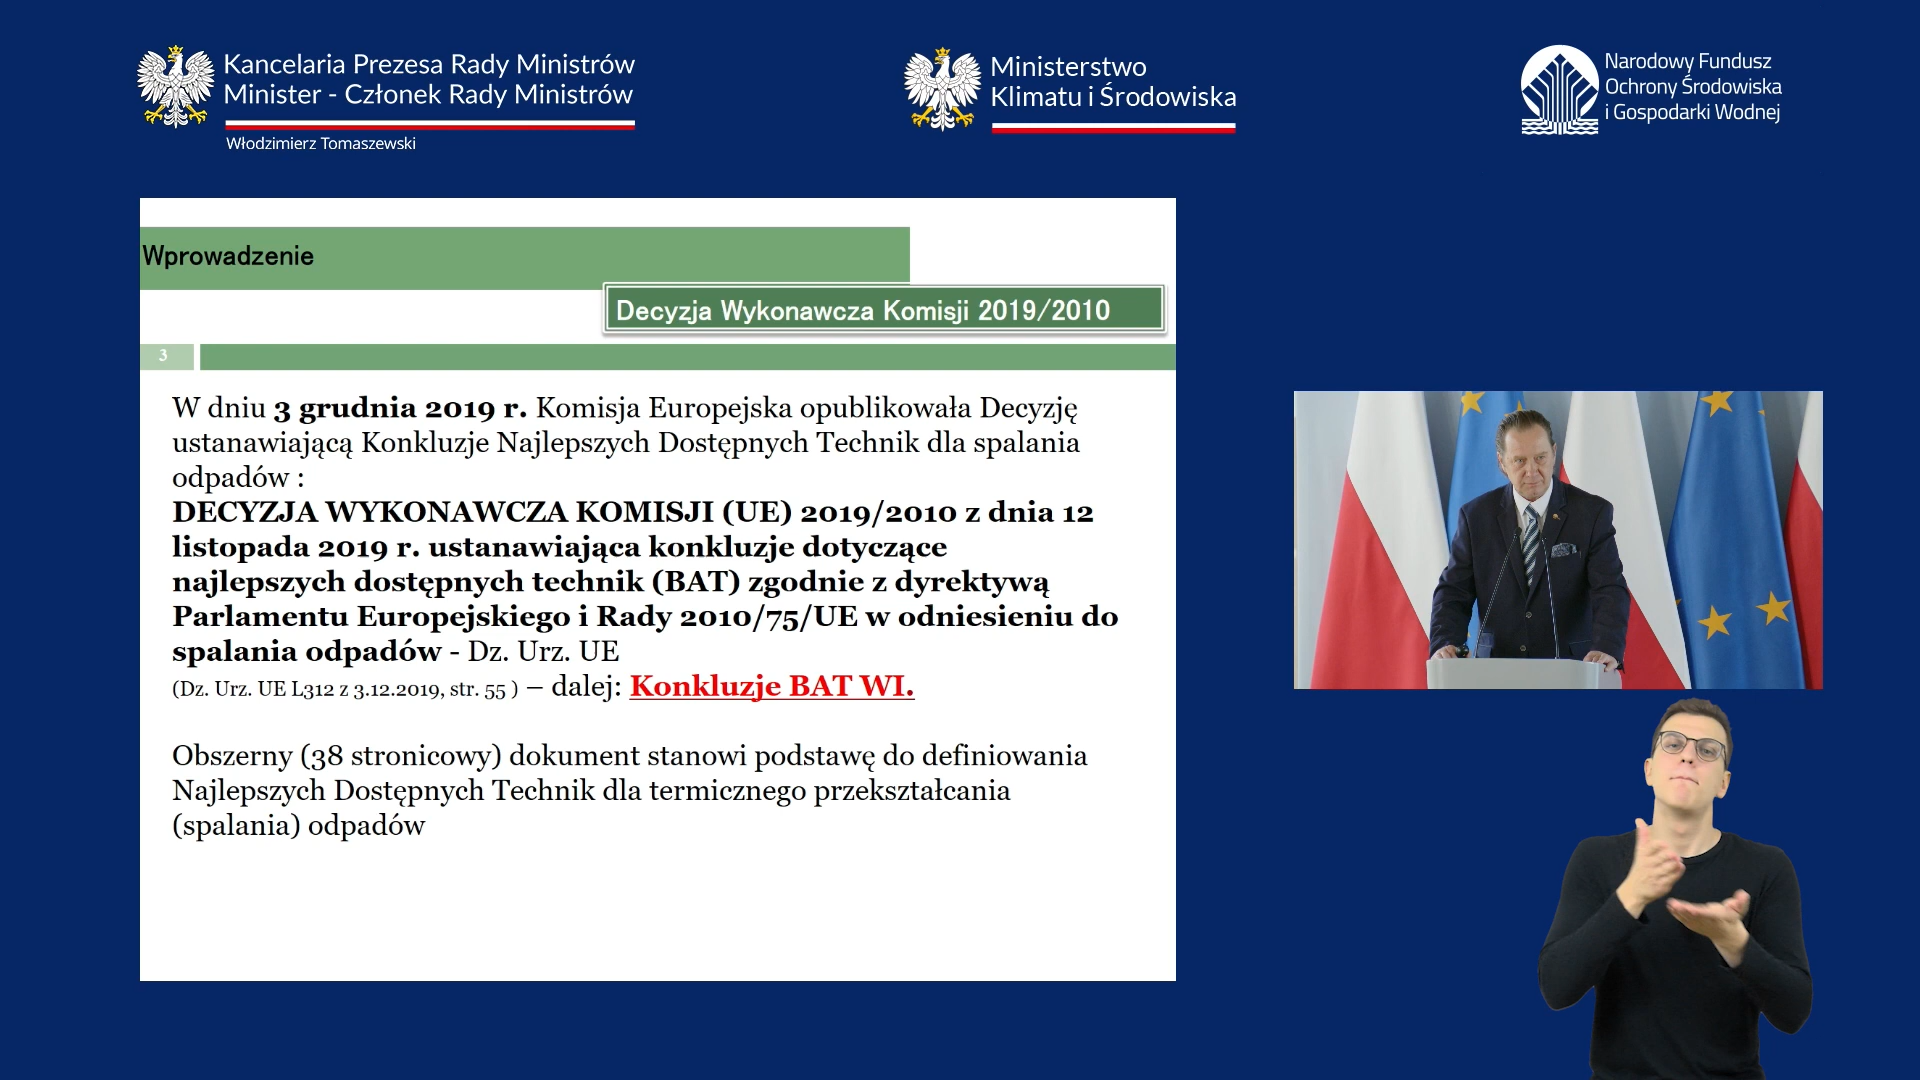 Kancelaria Prezesa Rady Ministrów
Minister - Członek Rady Ministrów
Włodzimierz Tomaszewski
Ministerstwo
Klimatu i Środowiska
Narodowy Fundusz
Ochrony Środowiska
i Gospodarki Wodnej
Wprowadzenie
Decyzja Wykonawcza Komisji 2019/2010
3
W dniu 3 grudnia 2019 r. Komisja Europejska opublikowała Decyzję
ustanawiającą Konkluzje Najlepszych Dostępnych Technik dla spalania
odpadów :
DECYZJA WYKONAWCZA KOMISJI (UE) 2019/2010 z dnia 12
listopada 2019 r. ustanawiająca konkluzje dotyczące
najlepszych dostępnych technik (BAT) zgodnie z dyrektywą
Parlamentu Europejskiego i Rady 2010/75/UE w odniesieniu do
spalania odpadów - Dz. Urz. UE
(Dz. Urz. UE L312 z 3.12.2019, str. 55 ) – dalej: Konkluzje BAT WI.
Obszerny (38 stronicowy) dokument stanowi podstawę do definiowania
Najlepszych Dostępnych Technik dla termicznego przekształcania
(spalania) odpadów